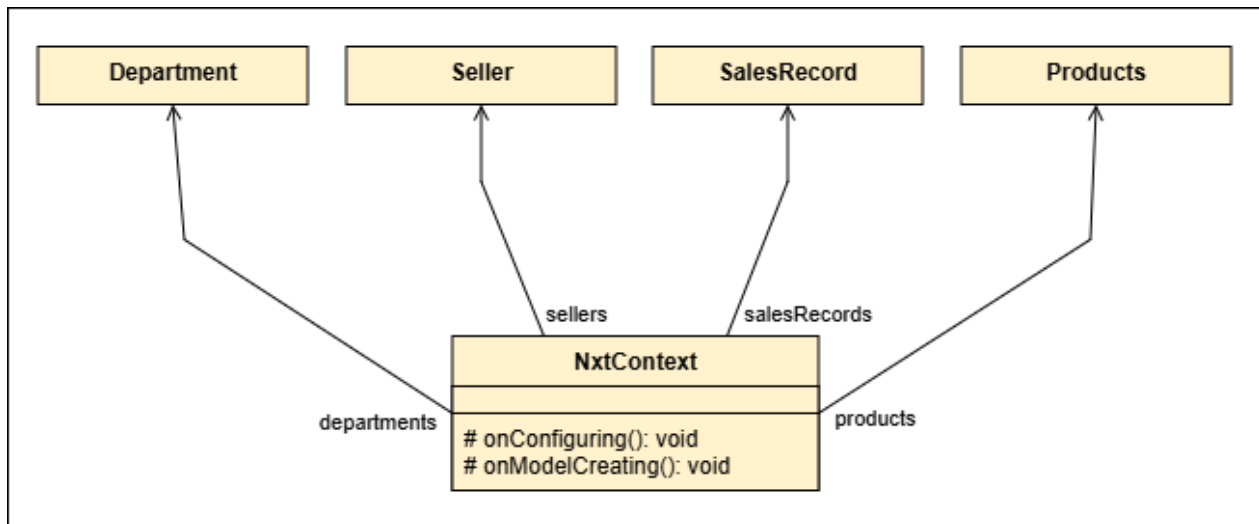 Department
Seller
SalesRecord
Products
sellers
salesRecords
NxtContext
departments
products
# onConfiguring(): void
# onModelCreating(): void